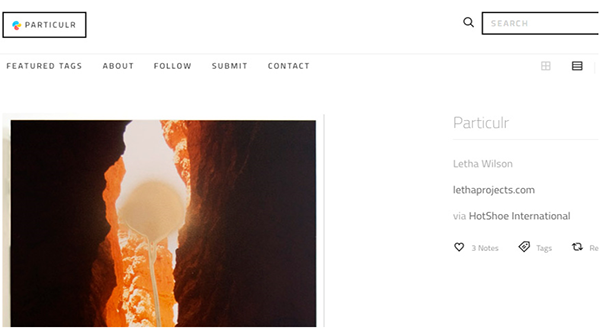 PARTICULR
SEARCH
FEATURED TAGS ABOUT FOLLOW SUBMIT CONTACT
Particulr
Letha Wilson
lethaprojects.com
via HotShoe International
3 Notes Tags Re